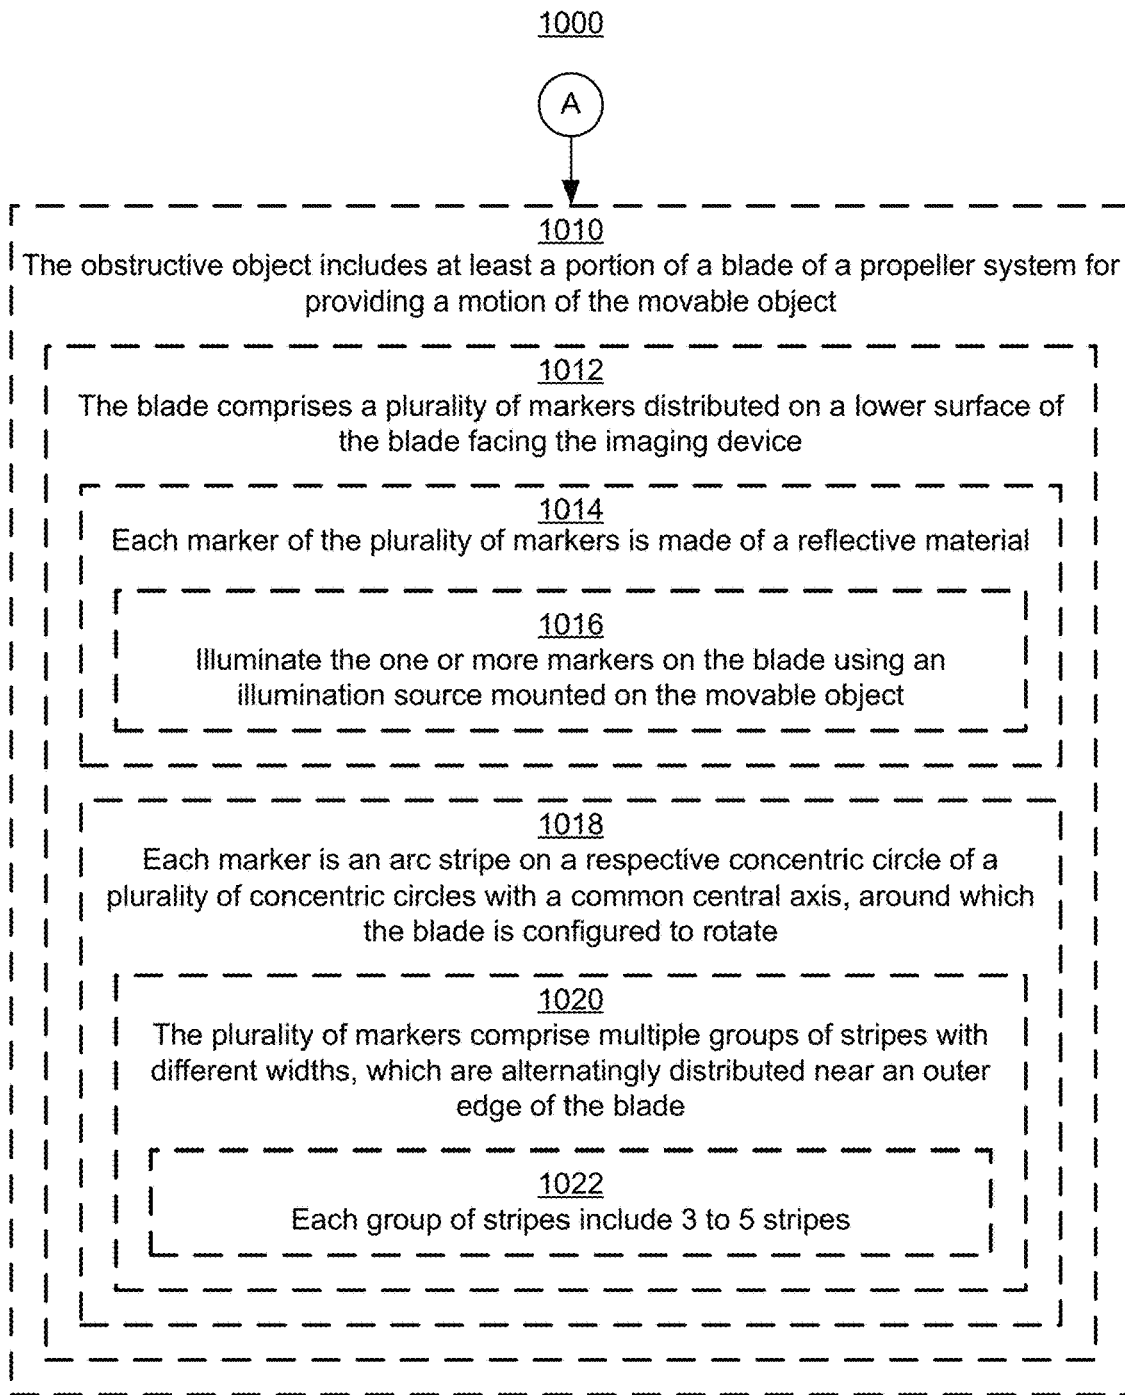 1000
A
1010
The obstructive object includes at least a portion of a blade of a propeller system for
providing a motion of the movable object
1012
The blade comprises a plurality of markers distributed on a lower surface of
the blade facing the imaging device
1014
Each marker of the plurality of markers is made of a reflective material
1016
Illuminate the one or more markers on the blade using an
illumination source mounted on the movable object
1018
Each marker is an arc stripe on a respective concentric circle of a
plurality of concentric circles with a common central axis, around which
the blade is configured to rotate
1020
The plurality of markers comprise multiple groups of stripes with
different widths, which are alternatingly distributed near an outer
edge of the blade
1022
Each group of stripes include 3 to 5 stripes